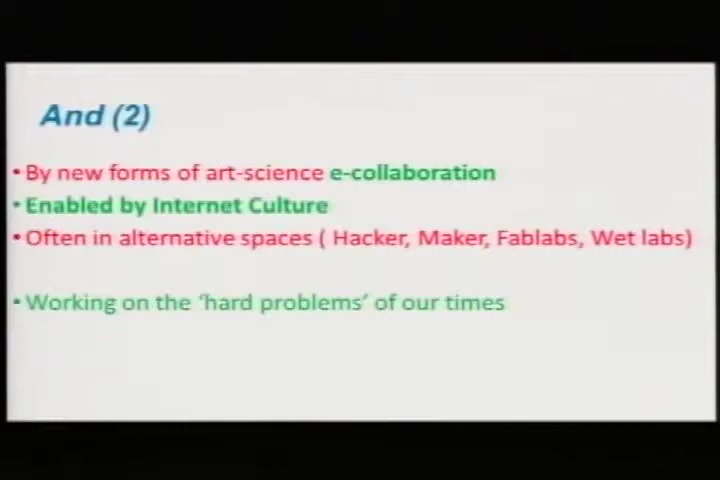 And (2)
• By new forms of art-science e-collaboration
• Enabled by Internet Culture
• Often in alternative spaces ( Hacker, Maker, Fablabs, Wet labs)
• Working on the ‘hard problems’ of our times